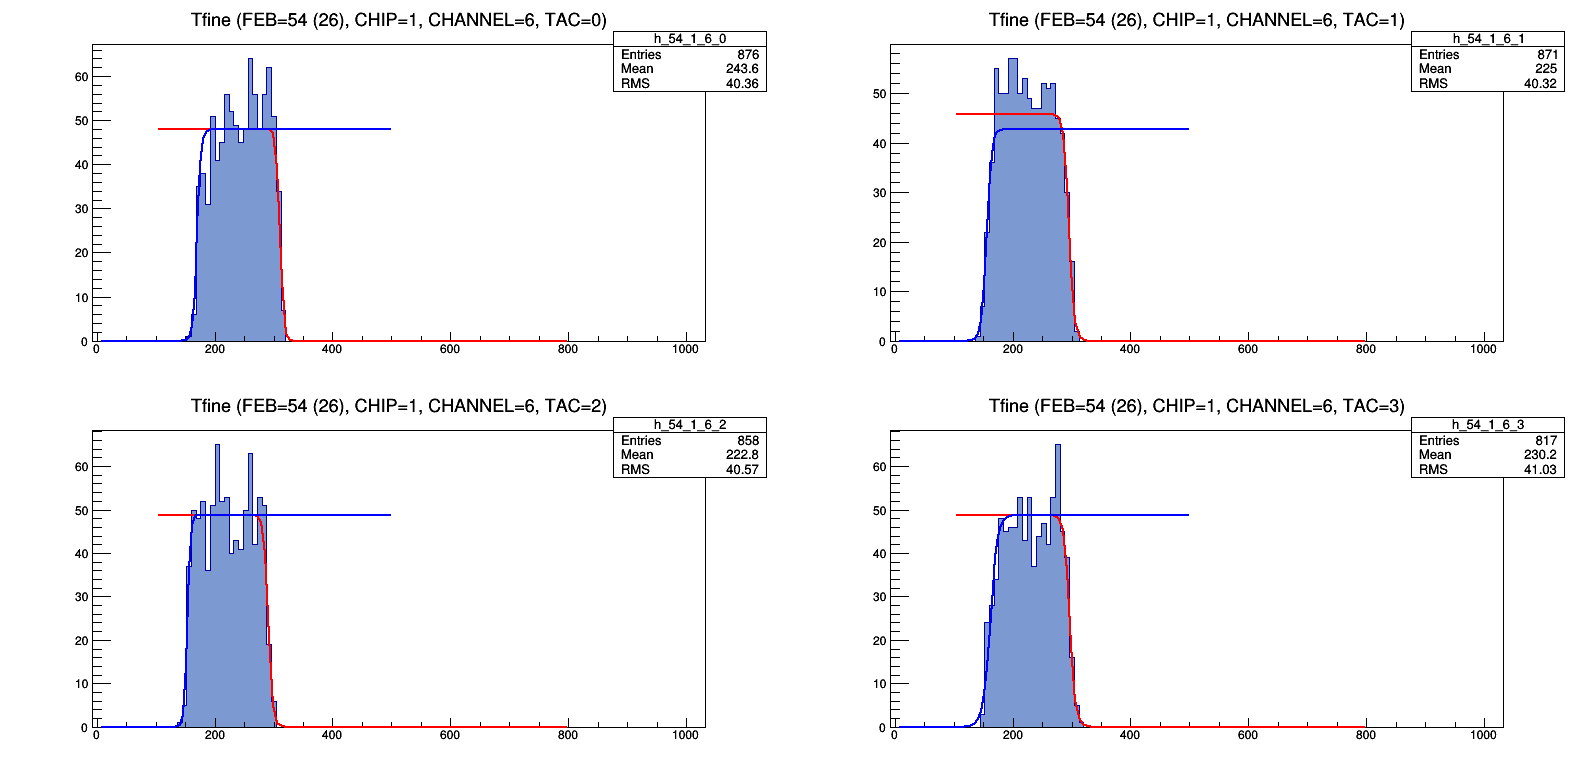 Tfine (FEB=54 (26), CHIP=1, CHANNEL=6, TAC=0)
h_54_1_6_0
Entries 876
Mean 243.6
RMS 40.36
60
50
40
30
20
10
0
0 200 400 600 800 1000
Tfine (FEB=54 (26), CHIP=1, CHANNEL=6, TAC=1)
h_54_1_6_1
Entries 871
Mean 225
RMS 40.32
50
40
30
20
10
0
0 200 400 600 800 1000
Tfine (FEB=54 (26), CHIP=1, CHANNEL=6, TAC=2)
h_54_1_6_2
Entries 858
Mean 222.8
RMS 40.57
60
50
40
30
20
10
0
0 200 400 600 800 1000
Tfine (FEB=54 (26), CHIP=1, CHANNEL=6, TAC=3)
h_54_1_6_3
Entries 817
Mean 230.2
RMS 41.03
60
50
40
30
20
10
0
0 200 400 600 800 1000